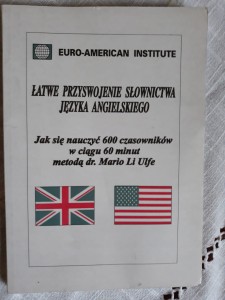 EURO-AMERICAN INSTITUTE
ŁATWE PRZYSWOJENIE SŁOWNICTWA
JĘZYKA ANGIELSKIEGO
Jak się nauczyć 600 czasowników
w ciągu 60 minut
metodą dr. Mario Li Ulfe